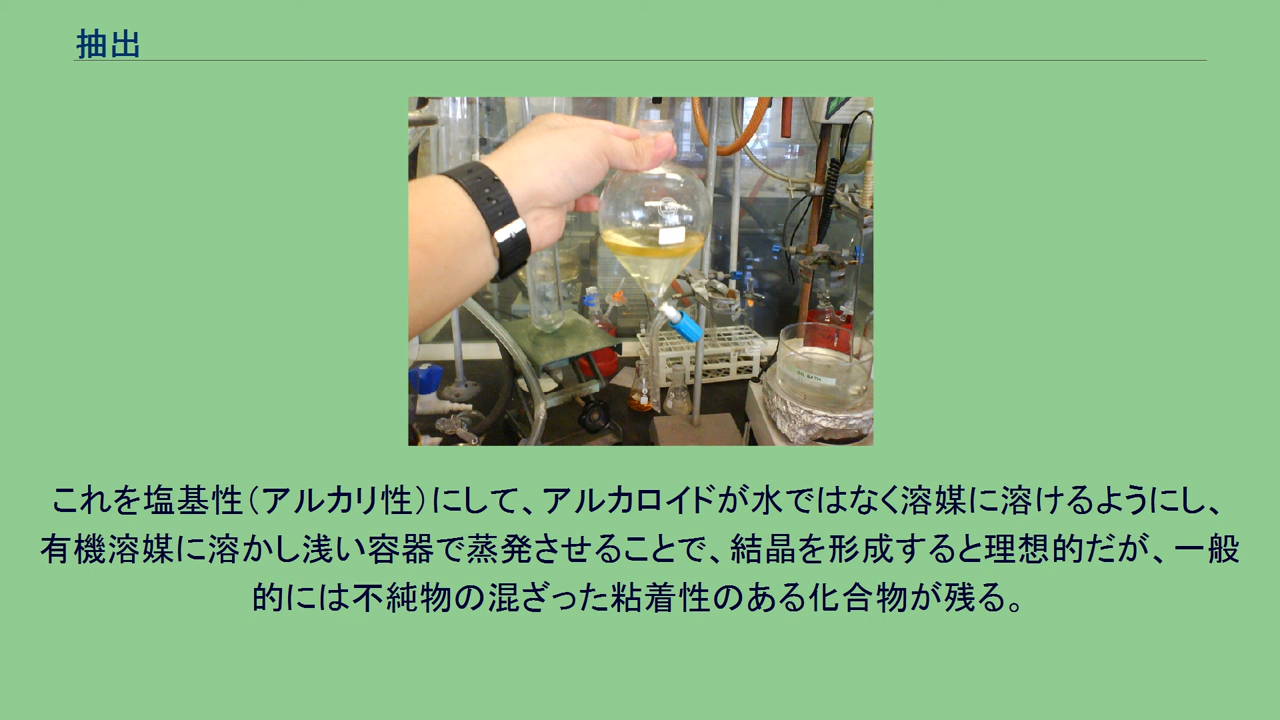 抽出
OIL BATH
これを塩基性（アルカリ性）にして、アルカロイドが水ではなく溶媒に溶けるようにし、
有機溶媒に溶かし浅い容器で蒸発させることで、結晶を形成すると理想的だが、一般
的には不純物の混ざった粘着性のある化合物が残る。